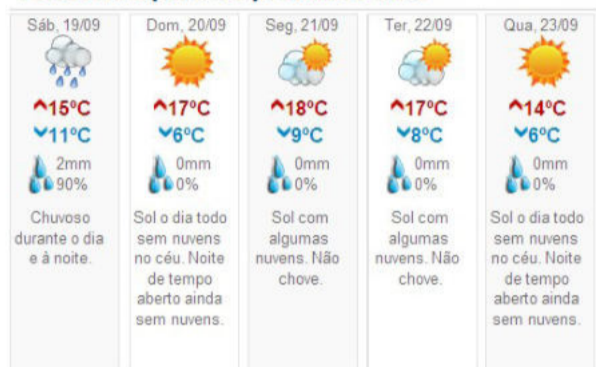 Sáb, 19/09
15ºC
11ºC
2mm
90%
Chuvoso
durante o dia
e à noite.
Dom, 20/09
17ºC
6ºC
0mm
0%
Sol o dia todo
sem nuvens
no céu. Noite
de tempo
aberto ainda
sem nuvens.
Seg, 21/09
18ºC
9ºC
0mm
0%
Sol com
algumas
nuvens. Não
chove.
Ter, 22/09
17ºC
8ºC
0mm
0%
Sol com
algumas
nuvens. Não
chove.
Qua, 23/09
14ºC
6ºC
0mm
0%
Sol o dia todo
sem nuvens
no céu. Noite
de tempo
aberto ainda
sem nuvens.